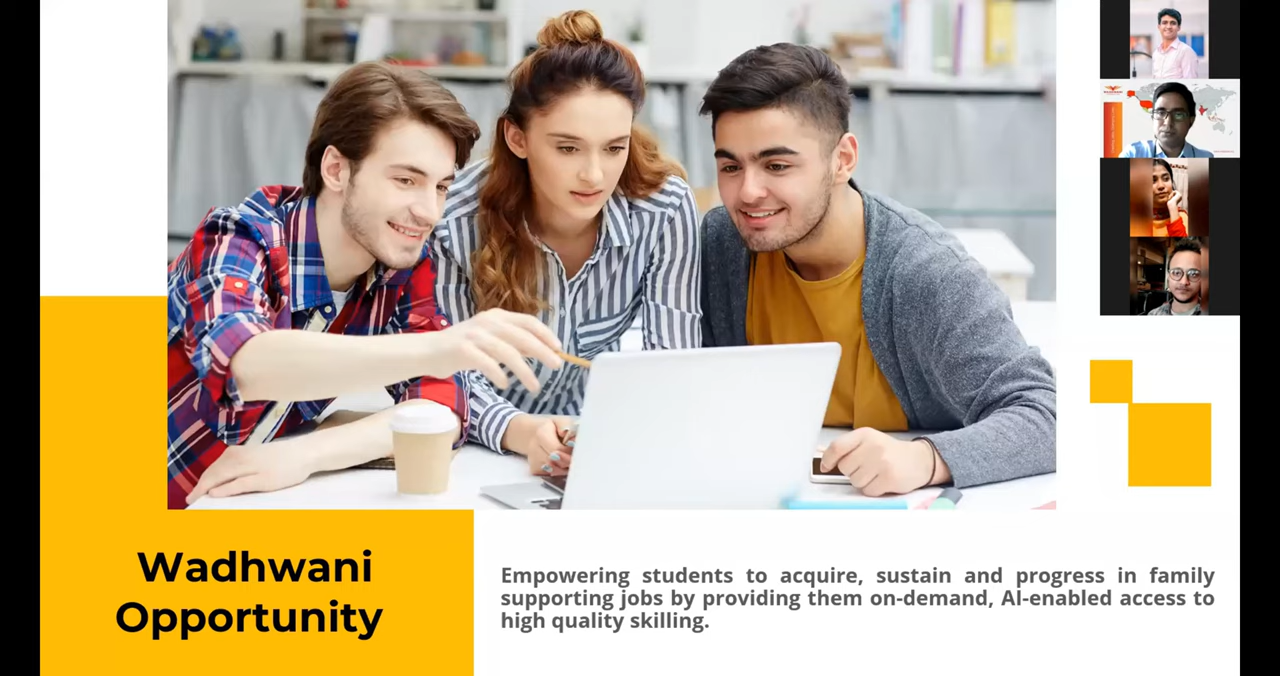 Wadhwani
Opportunity
Empowering students to acquire, sustain and progress in family
supporting jobs by providing them on-demand, AI-enabled access to
high quality skilling.